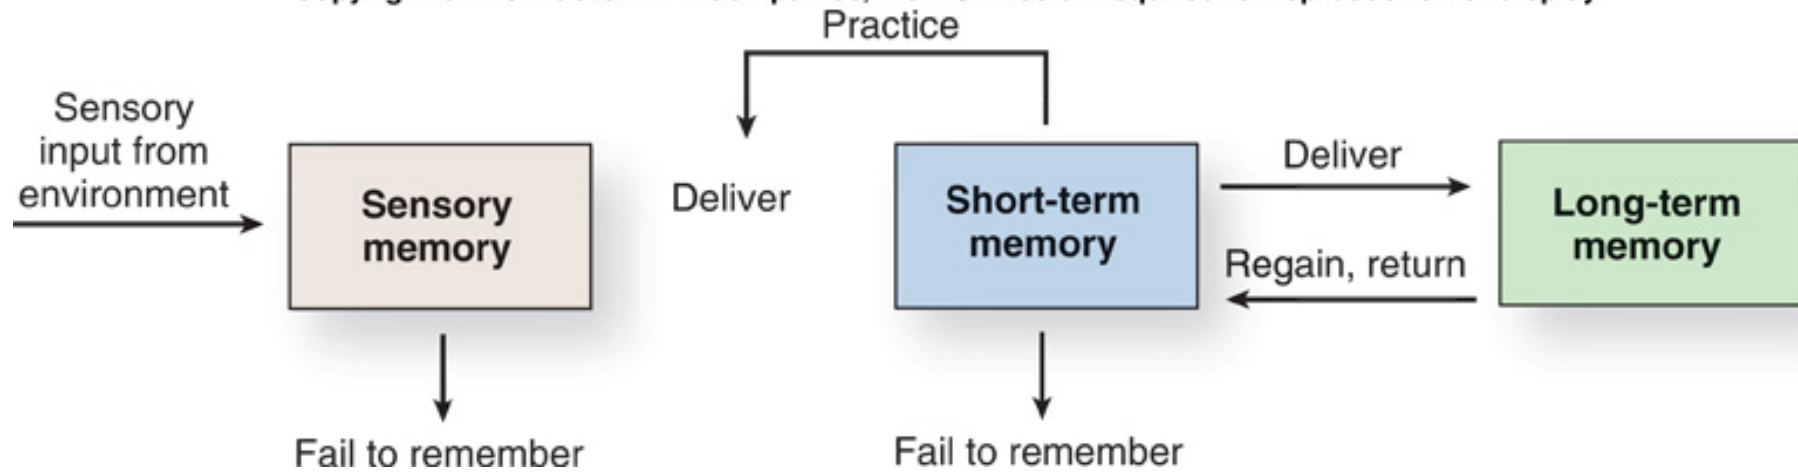 Practice
Sensory
input from
environment
Sensory
memory
Deliver
Short-term
memory
Deliver
Regain, return
Long-term
memory
Fail to remember
Fail to remember